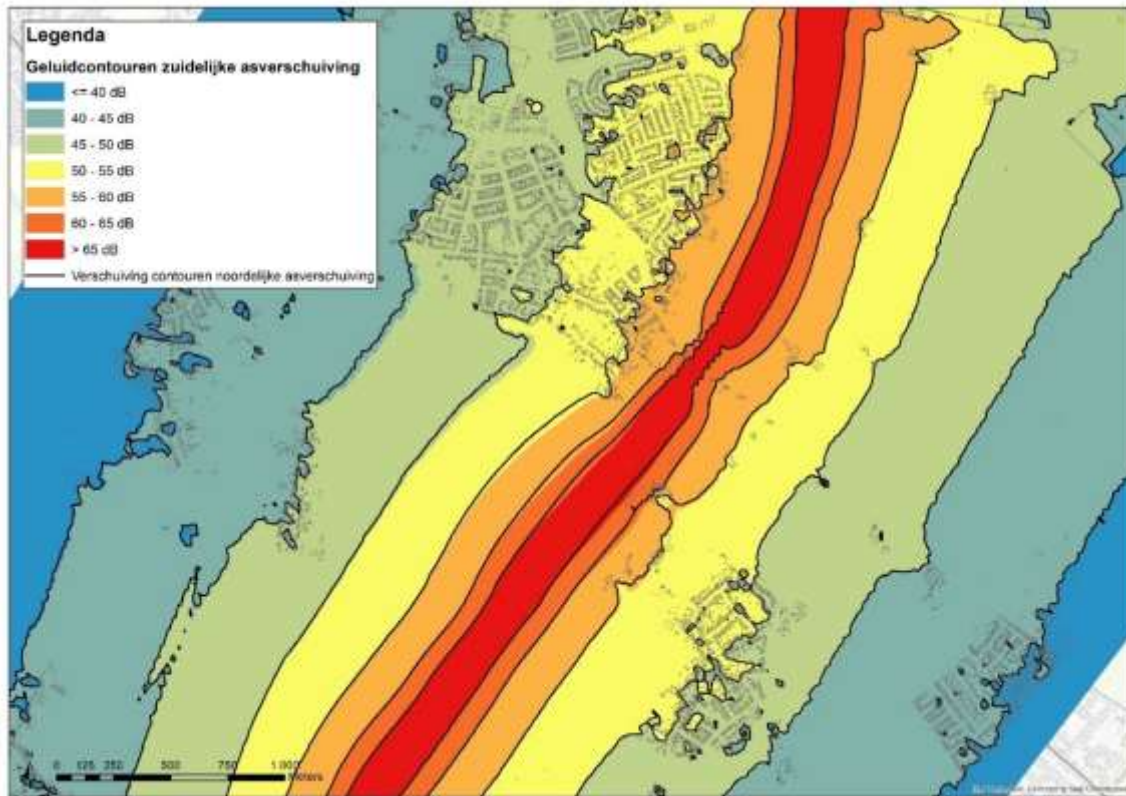 Legenda
Geluidcontouren zuidelijke asverschuiving
<= 40 dB
40 - 45 dB
45 - 50 dB
50 - 55 dB
55 - 60 dB
60 - 65 dB
> 65 dB
Verschuiving contouren noordelijke asverschuiving
0 125 250 500 750 1.000
Meters